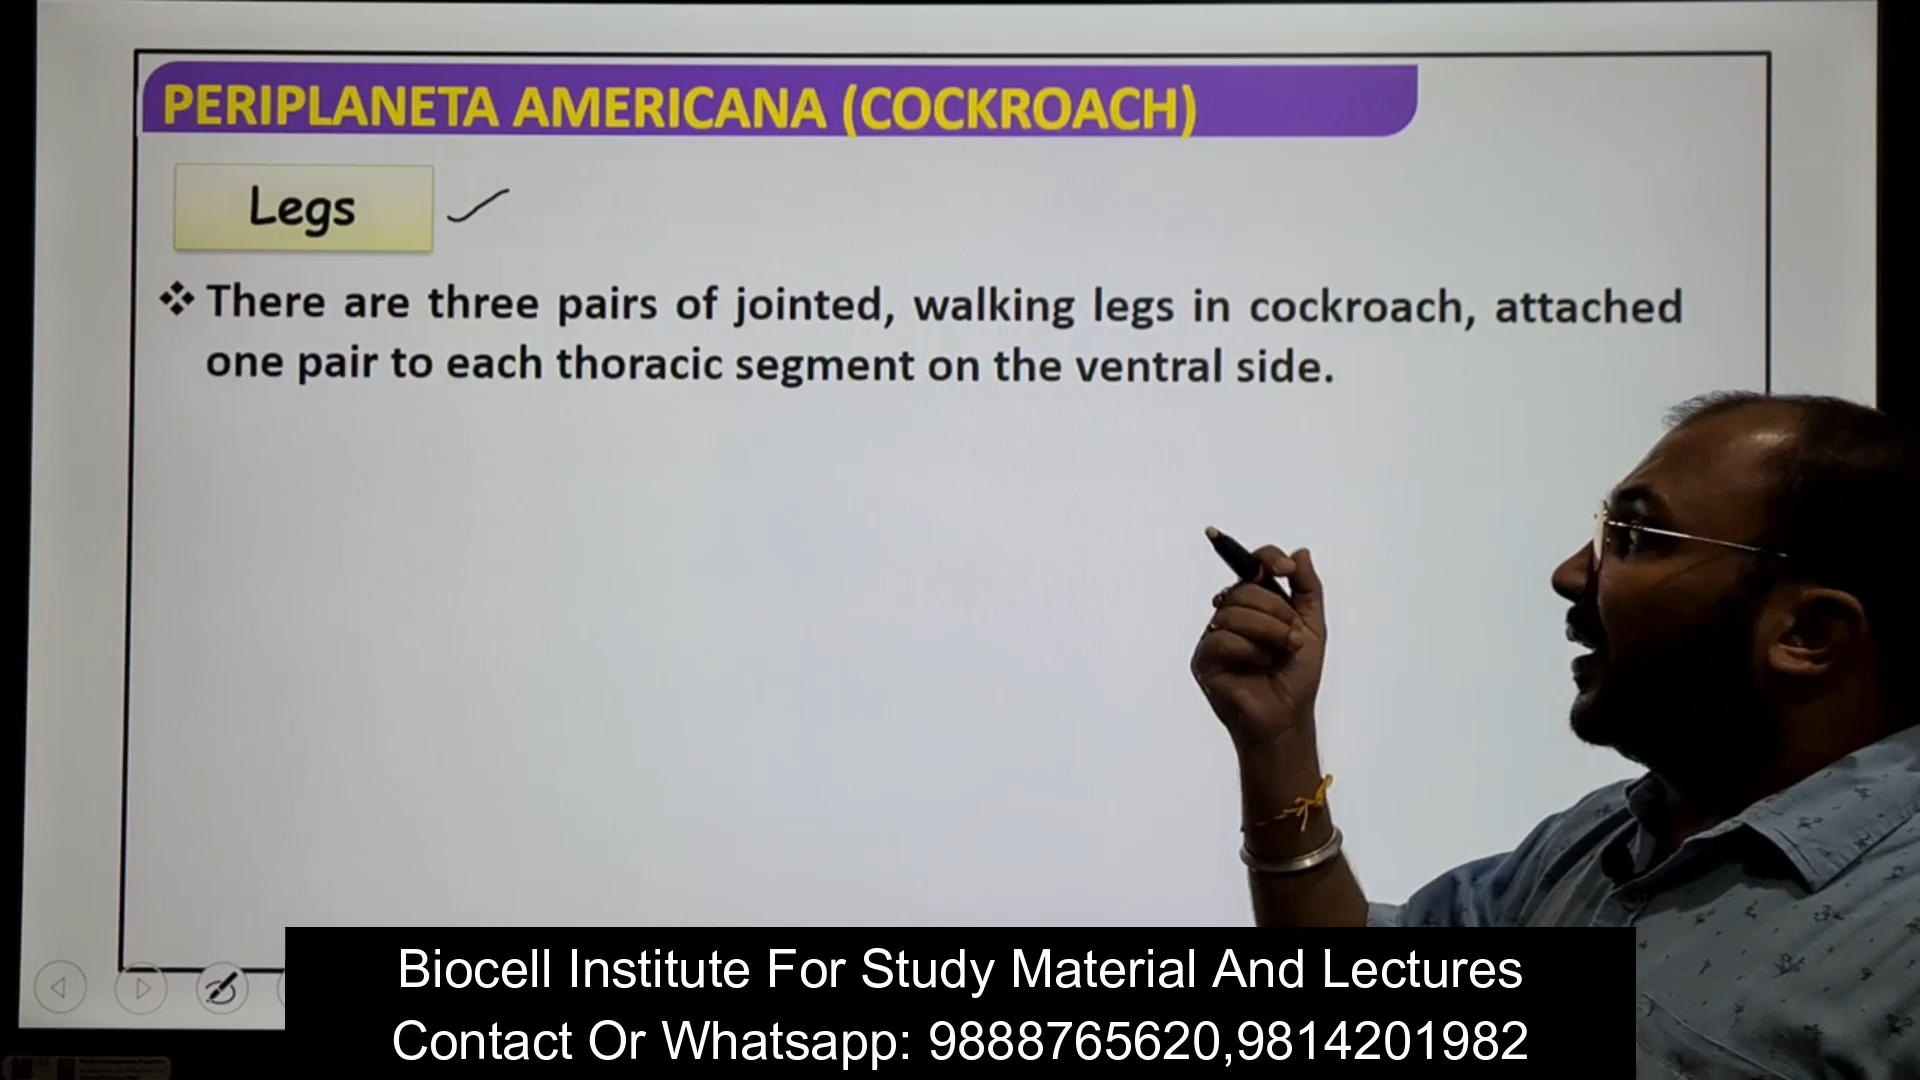 PERIPLANETA AMERICANA (COCKROACH)
Legs
❖ There are three pairs of jointed, walking legs in cockroach, attached
one pair to each thoracic segment on the ventral side.
Biocell Institute For Study Material And Lectures
Contact Or Whatsapp: 9888765620,9814201982